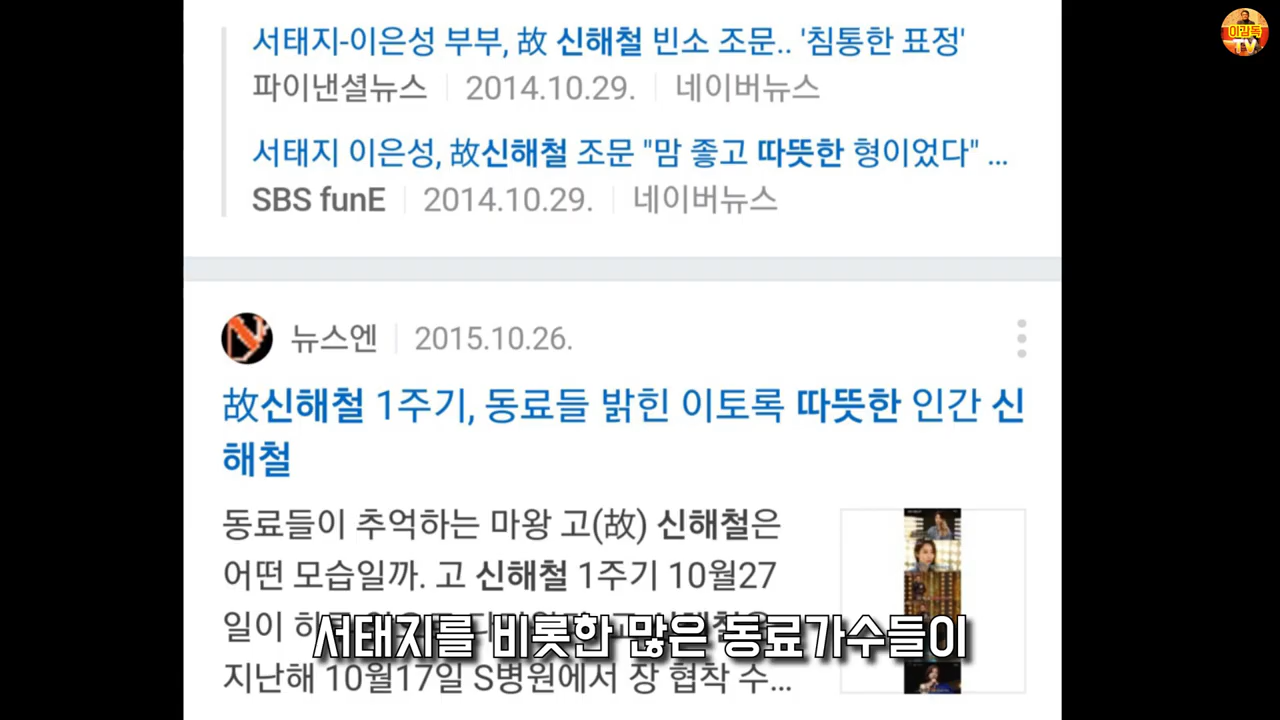 서태지-이은성 부부, 故 신해철 빈소 조문.. '침통한 표정'
파이낸셜뉴스 2014.10.29. 네이버뉴스
서태지 이은성, 故신해철 조문 "맘 좋고 따뜻한 형이었다" ...
SBS funE 2014.10.29. 네이버뉴스
뉴스엔 2015.10.26.
故신해철 1주기, 동료들 밝힌 이토록 따뜻한 인간 신
해철
동료들이 추억하는 마왕 고(故) 신해철은
어떤 모습일까. 고 신해철 1주기 10월27
일이
서태지를 비롯한 많은 동료가수들이
지난해 10월17일 S병원에서 장 협착 수...
이감독
TV